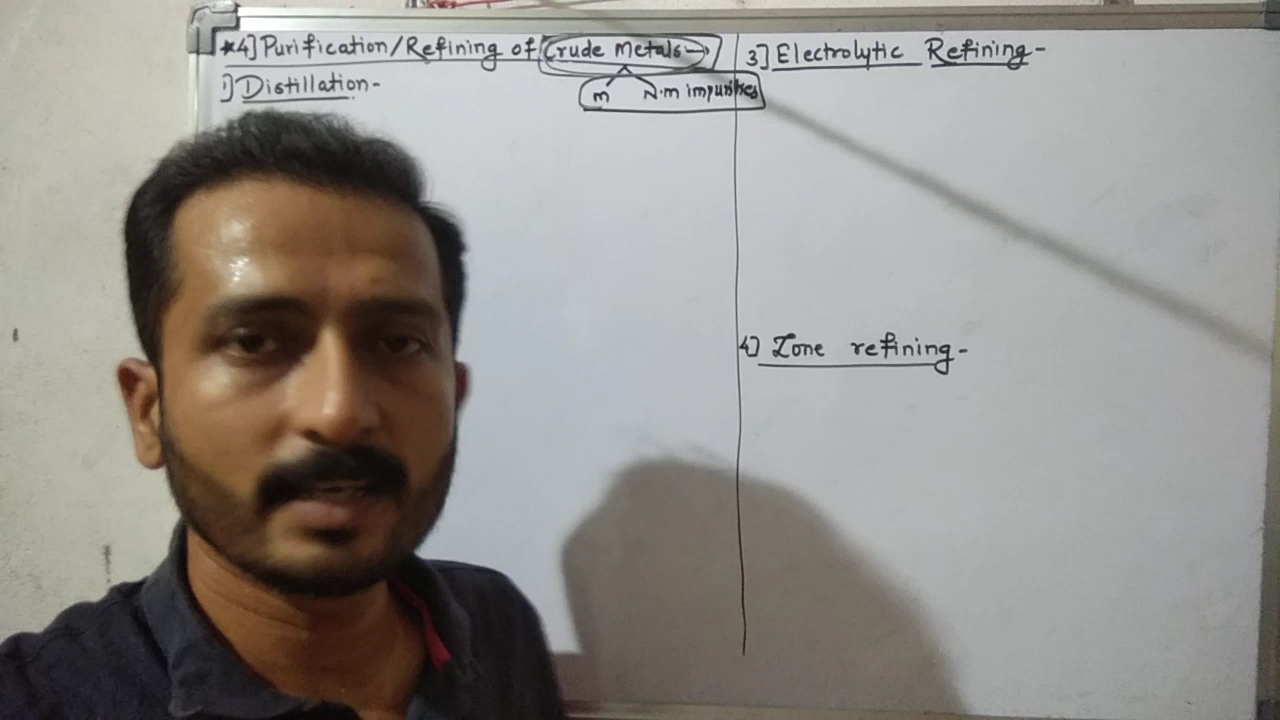 *4] Purification/Refining of Crude Metals→
m N.m impurities
1) Distillation-
3] Electrolytic Refining-
4] Zone refining-